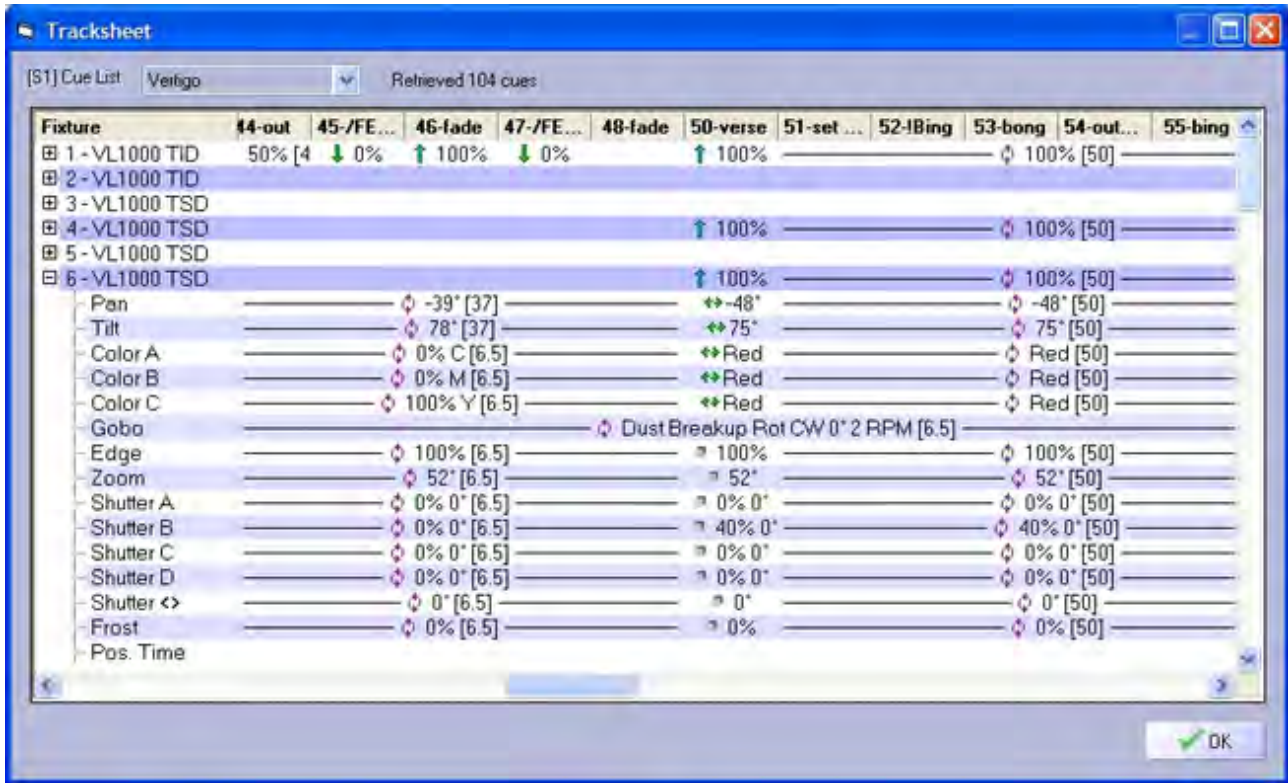 Tracksheet
[S1] Cue List Vertigo Retrieved 104 cues
Fixture 44-out 45-/FE... 46-fade 47-/FE... 48-fade 50-verse 51-set ... 52-!Bing 53-bong 54-out... 55-bing
1 - VL1000 TID 50% [4 0% 100% 0% 100% 100% [50]
2 - VL1000 TID
3 - VL1000 TSD
4 - VL1000 TSD 100% 100% [50]
5 - VL1000 TSD
6 - VL1000 TSD 100% 100% [50]
Pan -39° [37] -48° -48° [50]
Tilt 78° [37] 75° 75° [50]
Color A 0% C [6.5] Red Red [50]
Color B 0% M [6.5] Red Red [50]
Color C 100% Y [6.5] Red Red [50]
Gobo Dust Breakup Rot CW 0° 2 RPM [6.5]
Edge 100% [6.5] 100% 100% [50]
Zoom 52° [6.5] 52° 52° [50]
Shutter A 0% 0° [6.5] 0% 0° 0% 0° [50]
Shutter B 0% 0° [6.5] 40% 0° 40% 0° [50]
Shutter C 0% 0° [6.5] 0% 0° 0% 0° [50]
Shutter D 0% 0° [6.5] 0% 0° 0% 0° [50]
Shutter <> 0° [6.5] 0° 0° [50]
Frost 0% [6.5] 0% 0% [50]
Pos. Time
OK